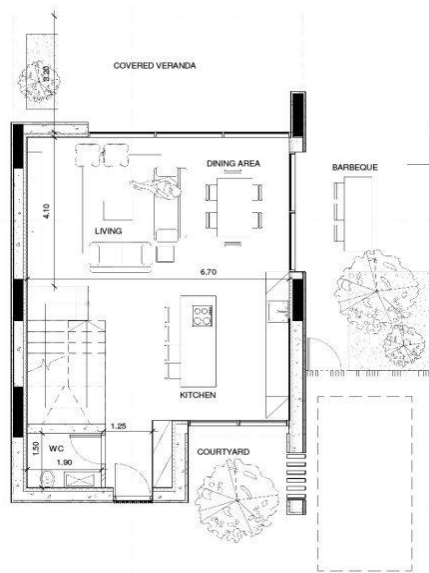 COVERED VERANDA
3.20
DINING AREA
BARBEQUE
4.10
LIVING
6.70
KITCHEN
1.25
1.50
WC
1.90
COURTYARD